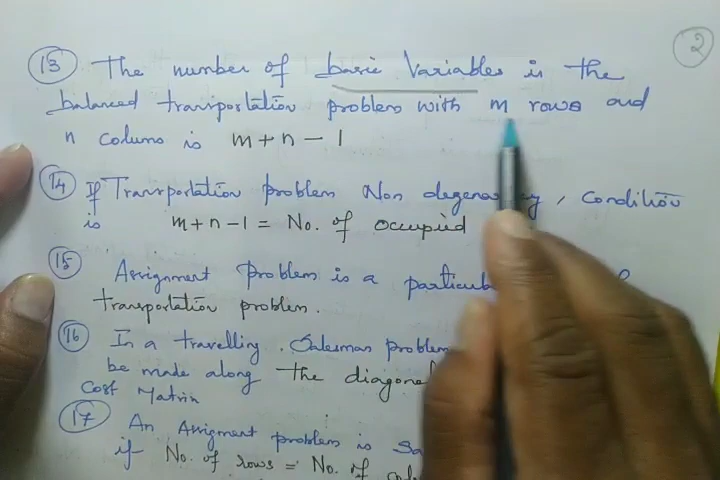 2
13 The number of basic Variables in the
balanced transportation problem with m rows and
n column is m+n-1
14 If Transportation problem Non degeneracy, condition
is m+n-1 = No. of occupied
15 Assignment problem is a
transportation problem.
16 In a travelling Salesman problem
be made along the
Cost Matrix
17 An Assignment problem is
if No. of rows = No. of